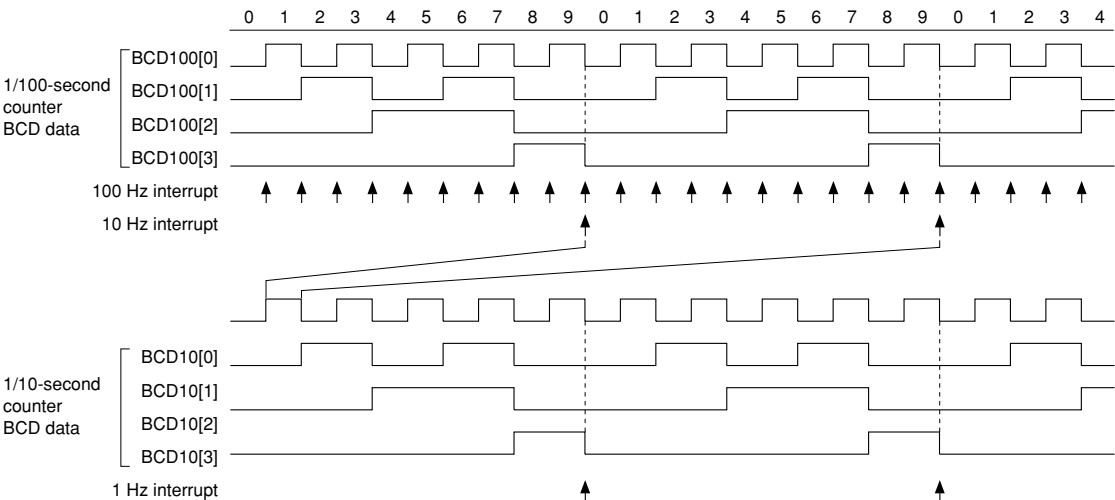 0 1 2 3 4 5 6 7 8 9 0 1 2 3 4 5 6 7 8 9 0 1 2 3 4
1/100-second
counter
BCD data
BCD100[0]
BCD100[1]
BCD100[2]
BCD100[3]
100 Hz interrupt
10 Hz interrupt
1/10-second
counter
BCD data
BCD10[0]
BCD10[1]
BCD10[2]
BCD10[3]
1 Hz interrupt